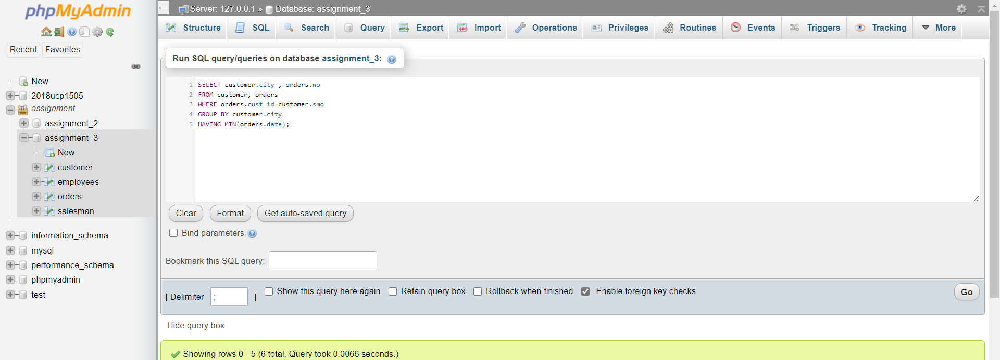 phpMyAdmin
Recent Favorites
New
2018ucp1505
assignment
assignment_2
assignment_3
New
customer
employees
orders
salesman
information_schema
mysql
performance_schema
phpmyadmin
test
Server: 127.0.0.1 » Database: assignment_3
Structure SQL Search Query Export Import Operations Privileges Routines Events Triggers Tracking More
Run SQL query/queries on database assignment_3:
1 SELECT customer.city , orders.no
2 FROM customer, orders
3 WHERE orders.cust_id=customer.smo
4 GROUP BY customer.city
5 HAVING MIN(orders.date);
Clear Format Get auto-saved query
Bind parameters
Bookmark this SQL query:
[ Delimiter ; ] Show this query here again Retain query box Rollback when finished Enable foreign key checks Go
Hide query box
Showing rows 0 - 5 (6 total, Query took 0.0066 seconds.)